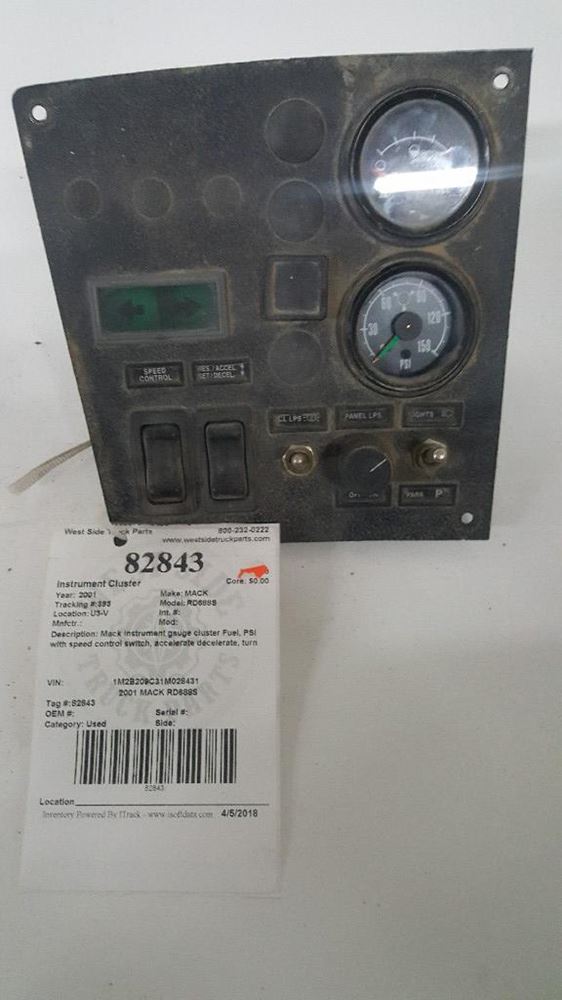 60 90
30 120
150
PSI
SPEED
CONTROL
RES./ACCEL
SET/DECEL
CL LPS
PANEL LPS
LIGHTS
OFF
PARK P
West Side Truck Parts 800-232-0222
www.westsidetruckparts.com
82843
Instrument Cluster Core: $0.00
Year: 2001 Make: MACK
Tracking #:393 Model: RD688S
Location: U3-V Int. #:
Mnfctr.: Mod:
Description: Mack instrument gauge cluster Fuel, PSI
with speed control switch, accelerate decelerate, turn
VIN: 1M2B209C31M028431
2001 MACK RD688S
Tag #:82843
OEM #: Serial #:
Category: Used Side:
82843
Location
Inventory Powered By ITrack - www.isoftdata.com 4/5/2018